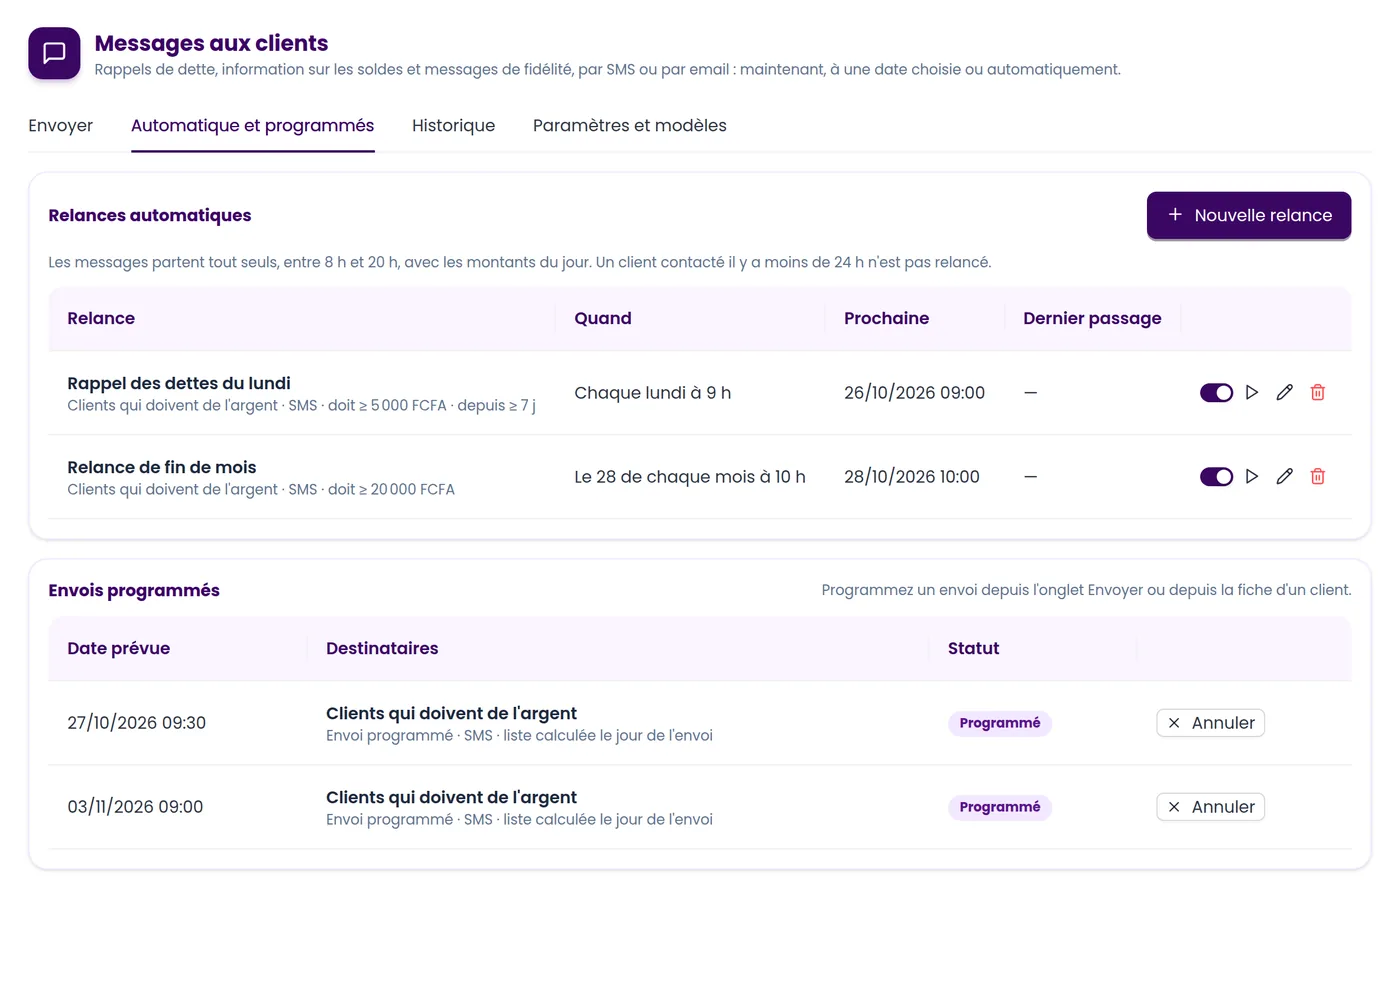 Messages aux clients
Rappels de dette, information sur les soldes et messages de fidélité, par SMS ou par email : maintenant, à une date choisie ou automatiquement.
Envoyer
Automatique et programmés
Historique
Paramètres et modèles
Relances automatiques
Nouvelle relance
Les messages partent tout seuls, entre 8 h et 20 h, avec les montants du jour. Un client contacté il y a moins de 24 h n'est pas relancé.
Relance
Quand
Prochaine
Dernier passage
Rappel des dettes du lundi
Clients qui doivent de l'argent · SMS · doit ≥ 5 000 FCFA · depuis ≥ 7 j
Chaque lundi à 9 h
26/10/2026 09:00
—
Relance de fin de mois
Clients qui doivent de l'argent · SMS · doit ≥ 20 000 FCFA
Le 28 de chaque mois à 10 h
28/10/2026 10:00
—
Envois programmés
Programmez un envoi depuis l'onglet Envoyer ou depuis la fiche d'un client.
Date prévue
Destinataires
Statut
27/10/2026 09:30
Clients qui doivent de l'argent
Envoi programmé · SMS · liste calculée le jour de l'envoi
Programmé
Annuler
03/11/2026 09:00
Clients qui doivent de l'argent
Envoi programmé · SMS · liste calculée le jour de l'envoi
Programmé
Annuler